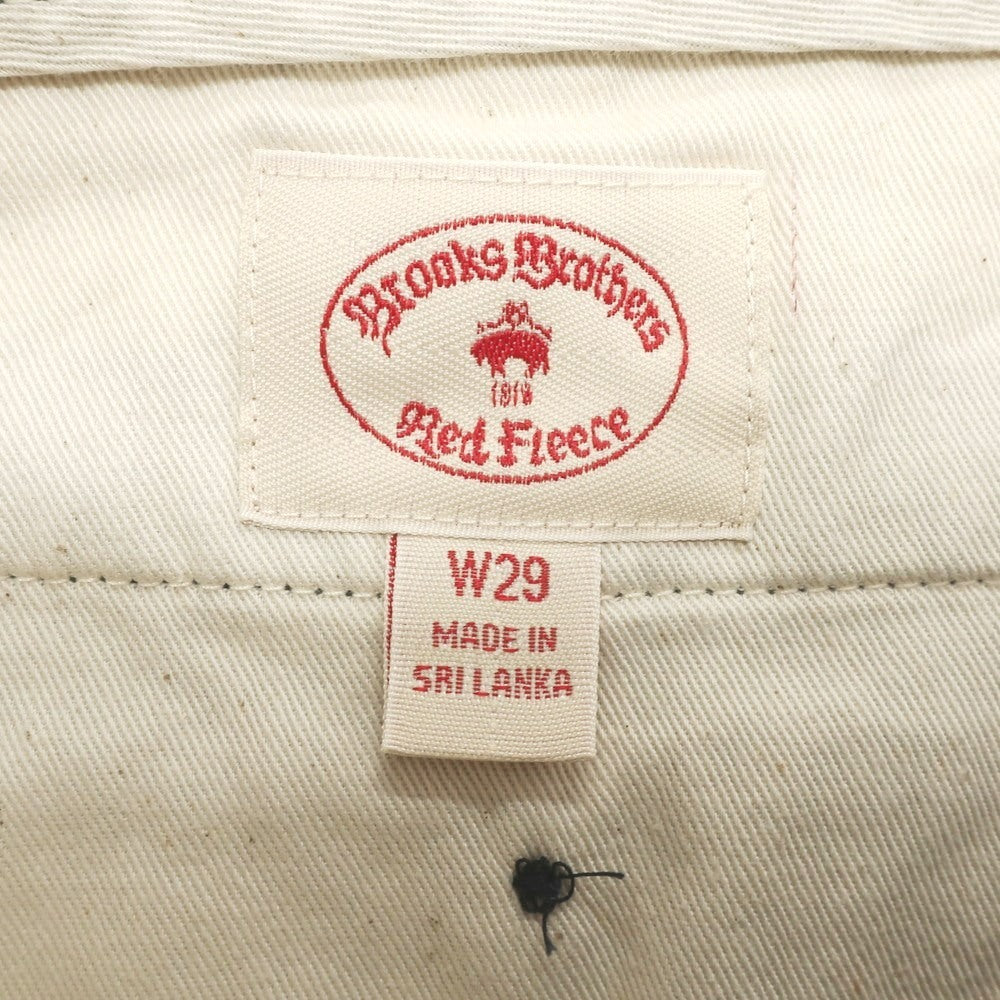 Brooks Brothers
1818
Red Fleece
W29
MADE IN
SRI LANKA